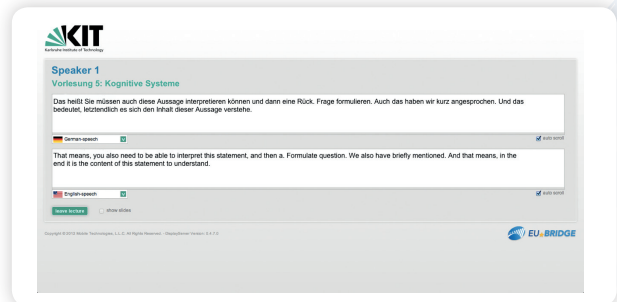 KIT
Karlsruhe Institute of Technology
Speaker 1
Vorlesung 5: Kognitive Systeme
Das heißt Sie müssen auch diese Aussage interpretieren können und dann eine Rück. Frage formulieren. Auch das haben wir kurz angesprochen. Und das
bedeutet, letztendlich es sich den Inhalt dieser Aussage verstehe.
German-speech
auto scroll
That means, you also need to be able to interpret this statement, and then a. Formulate question. We also have briefly mentioned. And that means, in the
end it is the content of this statement to understand.
English-speech
auto scroll
leave lecture
show slides
EU-BRIDGE